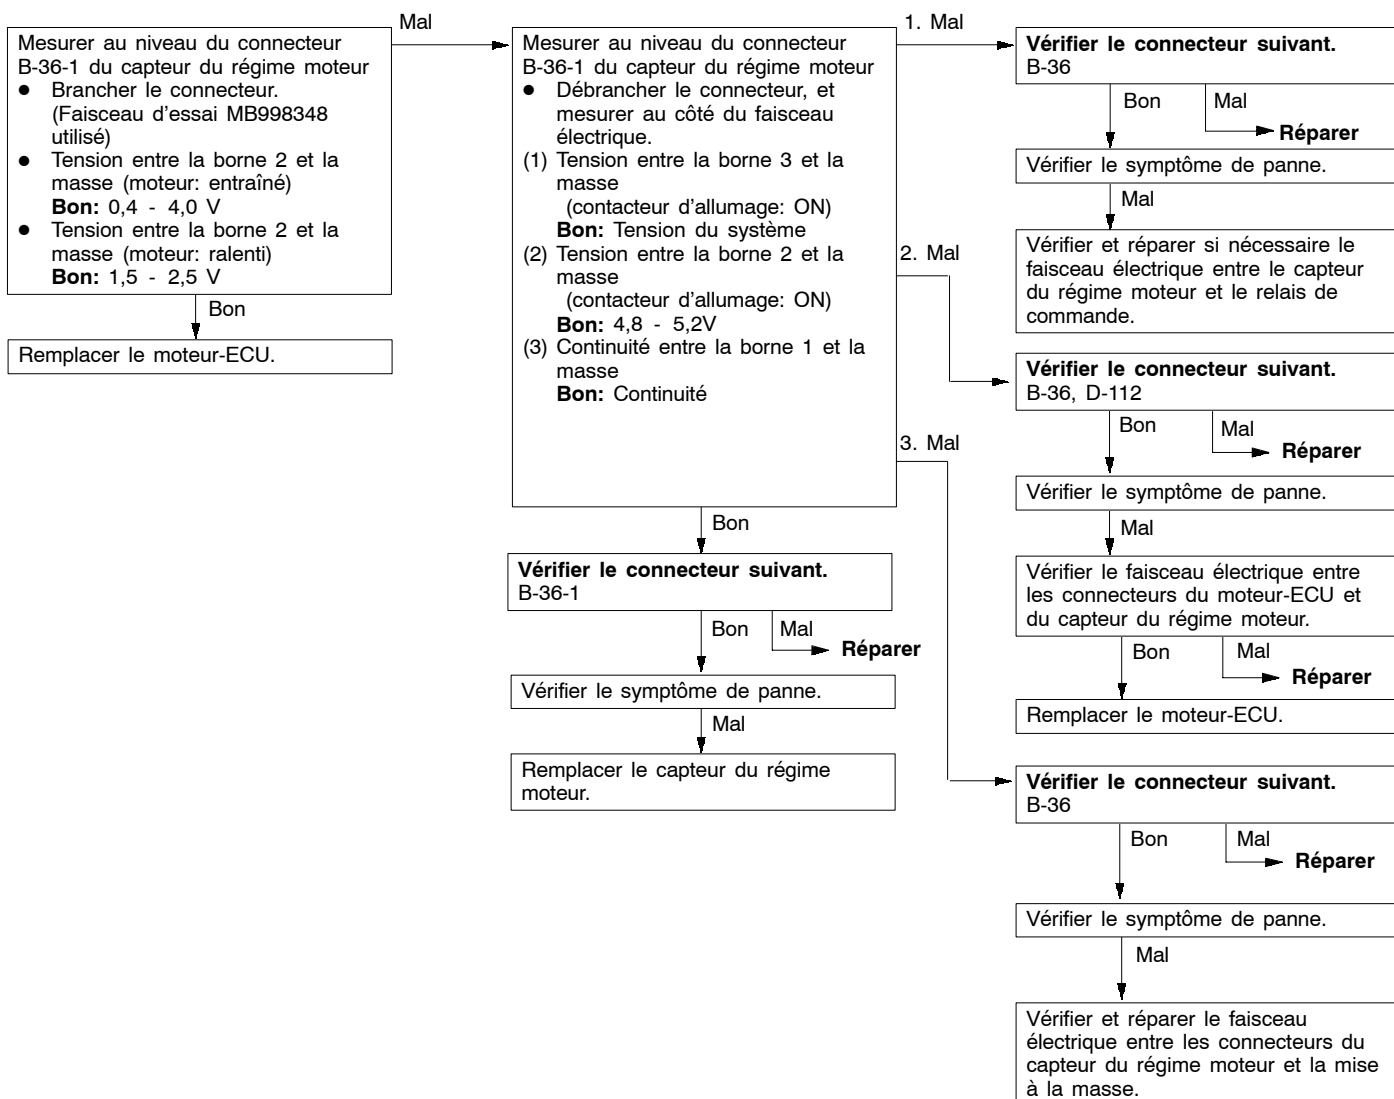 Mal
Mesurer au niveau du connecteur
B-36-1 du capteur du régime moteur
● Brancher le connecteur.
(Faisceau d'essai MB998348
utilisé)
● Tension entre la borne 2 et la
masse (moteur: entraîné)
Bon: 0,4 - 4,0 V
● Tension entre la borne 2 et la
masse (moteur: ralenti)
Bon: 1,5 - 2,5 V
Bon
Remplacer le moteur-ECU.
Mesurer au niveau du connecteur
B-36-1 du capteur du régime moteur
● Débrancher le connecteur, et
mesurer au côté du faisceau
électrique.
(1) Tension entre la borne 3 et la
masse
(contacteur d'allumage: ON)
Bon: Tension du système
(2) Tension entre la borne 2 et la
masse
(contacteur d'allumage: ON)
Bon: 4,8 - 5,2V
(3) Continuité entre la borne 1 et la
masse
Bon: Continuité
Bon
Vérifier le connecteur suivant.
B-36-1
Bon
Mal
Réparer
Vérifier le symptôme de panne.
Mal
Remplacer le capteur du régime
moteur.
1. Mal
Vérifier le connecteur suivant.
B-36
Bon
Mal
Réparer
Vérifier le symptôme de panne.
Mal
Vérifier et réparer si nécessaire le
faisceau électrique entre le capteur
du régime moteur et le relais de
commande.
2. Mal
Vérifier le connecteur suivant.
B-36, D-112
Bon
Mal
Réparer
Vérifier le symptôme de panne.
Mal
Vérifier le faisceau électrique entre
les connecteurs du moteur-ECU et
du capteur du régime moteur.
Bon
Mal
Réparer
Remplacer le moteur-ECU.
3. Mal
Vérifier le connecteur suivant.
B-36
Bon
Mal
Réparer
Vérifier le symptôme de panne.
Mal
Vérifier et réparer le faisceau
électrique entre les connecteurs du
capteur du régime moteur et la mise
à la masse.